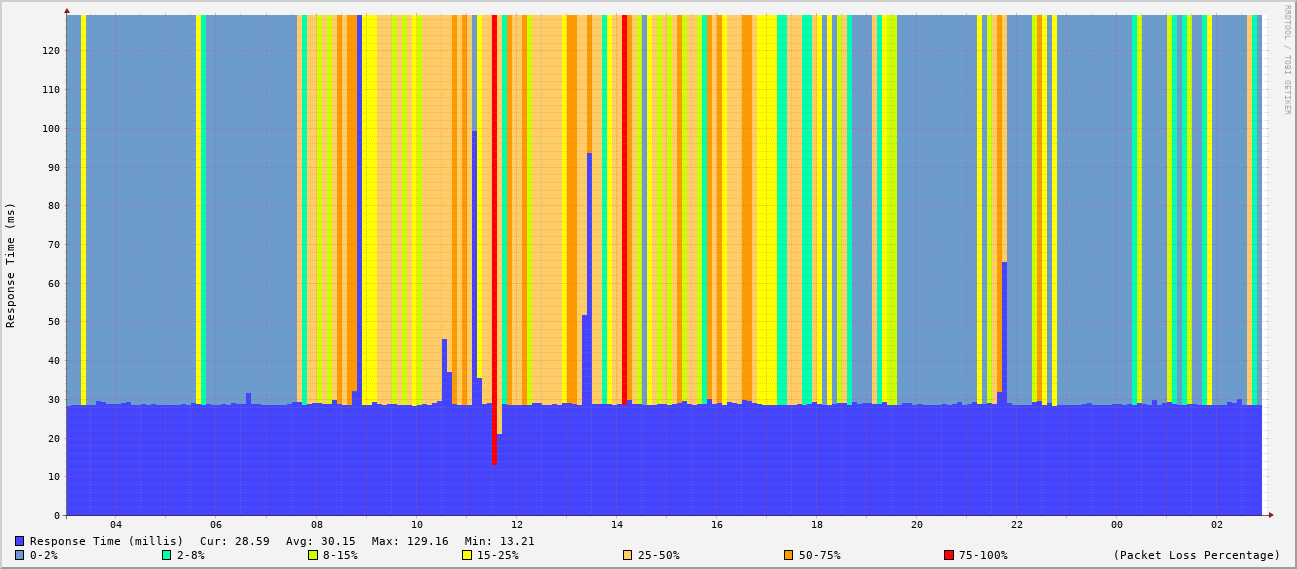 RRDTOOL / TOBI OETIKER
Response Time (ms)
120
110
100
90
80
70
60
50
40
30
20
10
0
04 06 08 10 12 14 16 18 20 22 00 02
Response Time (millis) Cur: 28.59 Avg: 30.15 Max: 129.16 Min: 13.21
0-2% 2-8% 8-15% 15-25% 25-50% 50-75% 75-100% (Packet Loss Percentage)